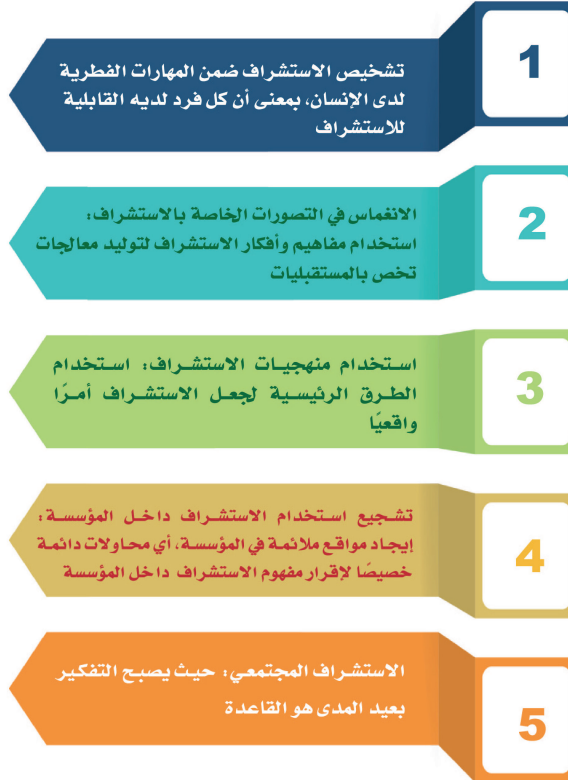 1
تشخيص الاستشراف ضمن المهارات الفطرية
لدى الإنسان، بمعنى أن كل فرد لديه القابلية
للاستشراف
2
الانغماس في التصورات الخاصة بالاستشراف:
استخدام مفاهيم وأفكار الاستشراف لتوليد معالجات
تخص بالمستقبليات
3
استخدام منهجيات الاستشراف: استخدام
الطرق الرئيسية لجعل الاستشراف أمرًا
واقعيًا
4
تشجيع استخدام الاستشراف داخل المؤسسة:
إيجاد مواقع ملائمة في المؤسسة، أي محاولات دائمة
خصيصًا لإقرار مفهوم الاستشراف داخل المؤسسة
5
الاستشراف المجتمعي: حيث يصبح التفكير
بعيد المدى هو القاعدة